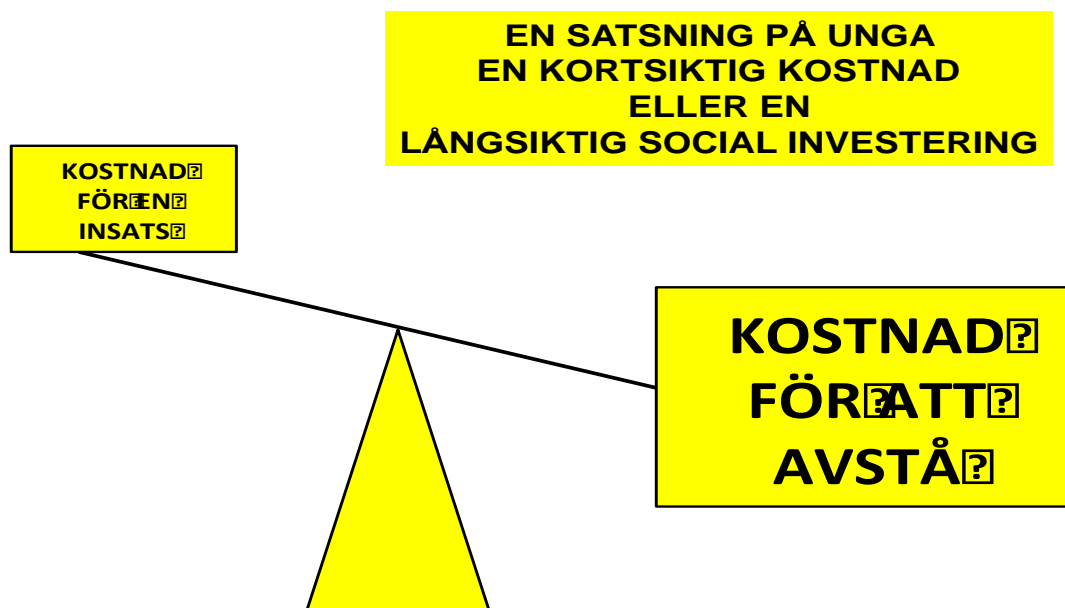 EN SATSNING PÅ UNGA
EN KORTSIKTIG KOSTNAD
ELLER EN
LÅNGSIKTIG SOCIAL INVESTERING
KOSTNAD
FÖR EN
INSATS
KOSTNAD
FÖR ATT
AVSTÅ